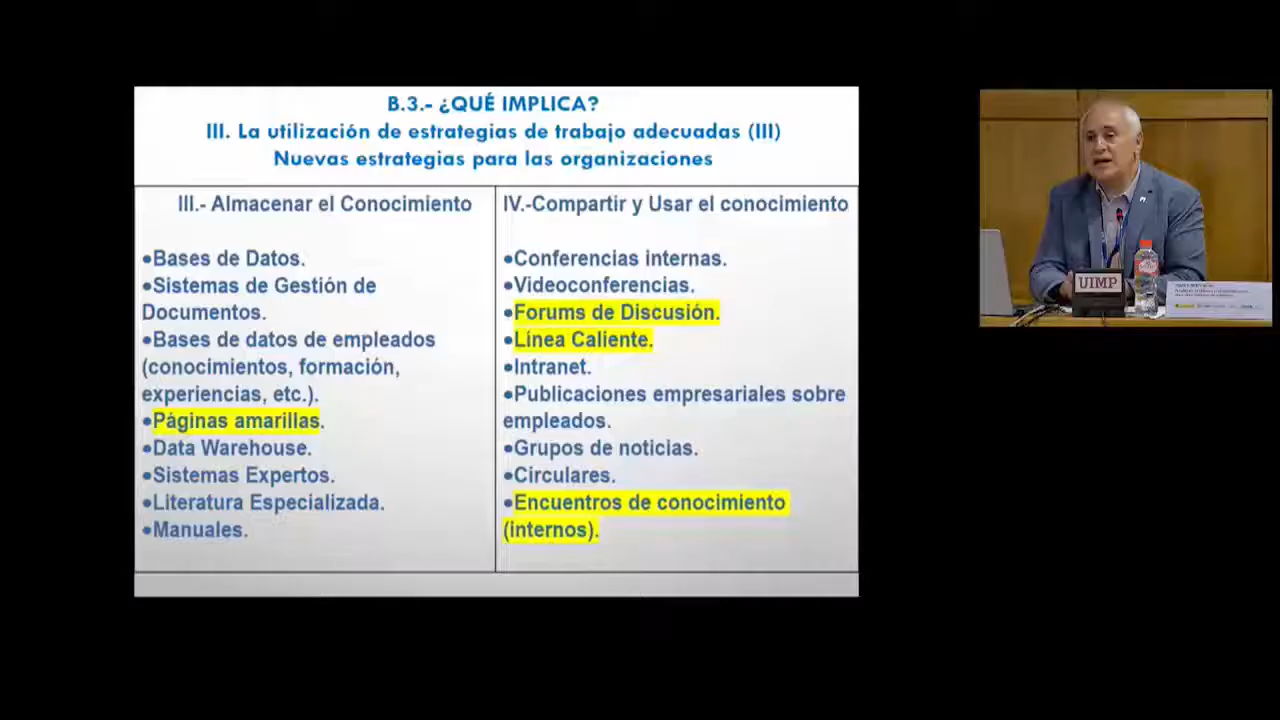 B.3.- ¿QUÉ IMPLICA?
III. La utilización de estrategias de trabajo adecuadas (III)
Nuevas estrategias para las organizaciones
III.- Almacenar el Conocimiento
•Bases de Datos.
•Sistemas de Gestión de
Documentos.
•Bases de datos de empleados
(conocimientos, formación,
experiencias, etc.).
•Páginas amarillas.
•Data Warehouse.
•Sistemas Expertos.
•Literatura Especializada.
•Manuales.
IV.-Compartir y Usar el conocimiento
•Conferencias internas.
•Videoconferencias.
•Forums de Discusión.
•Línea Caliente.
•Intranet.
•Publicaciones empresariales sobre
empleados.
•Grupos de noticias.
•Circulares.
•Encuentros de conocimiento
(internos).
UIMP